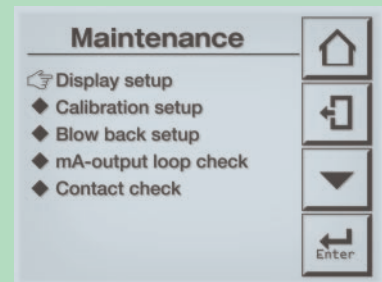 Maintenance
Display setup
Calibration setup
Blow back setup
mA-output loop check
Contact check
Enter